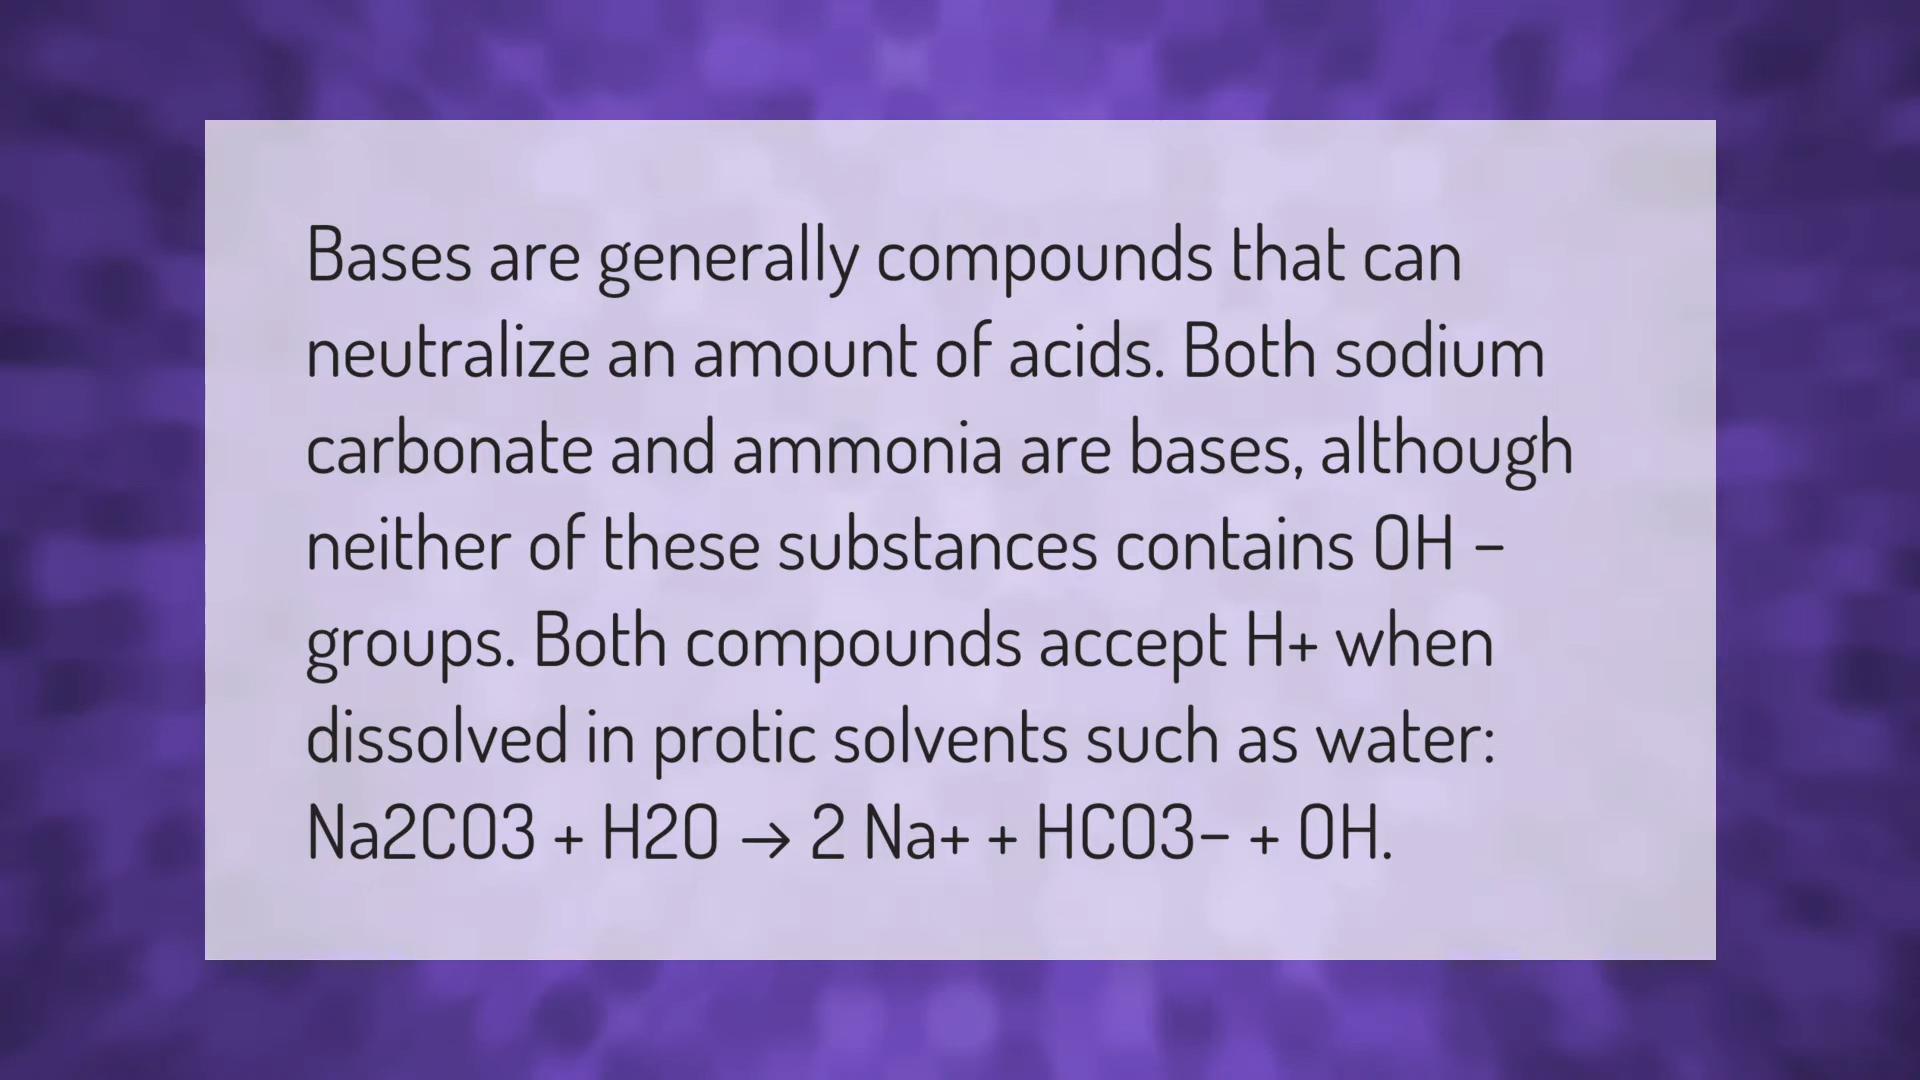 Bases are generally compounds that can
neutralize an amount of acids. Both sodium
carbonate and ammonia are bases, although
neither of these substances contains OH –
groups. Both compounds accept H+ when
dissolved in protic solvents such as water:
Na2CO3 + H2O → 2 Na+ + HCO3− + OH.